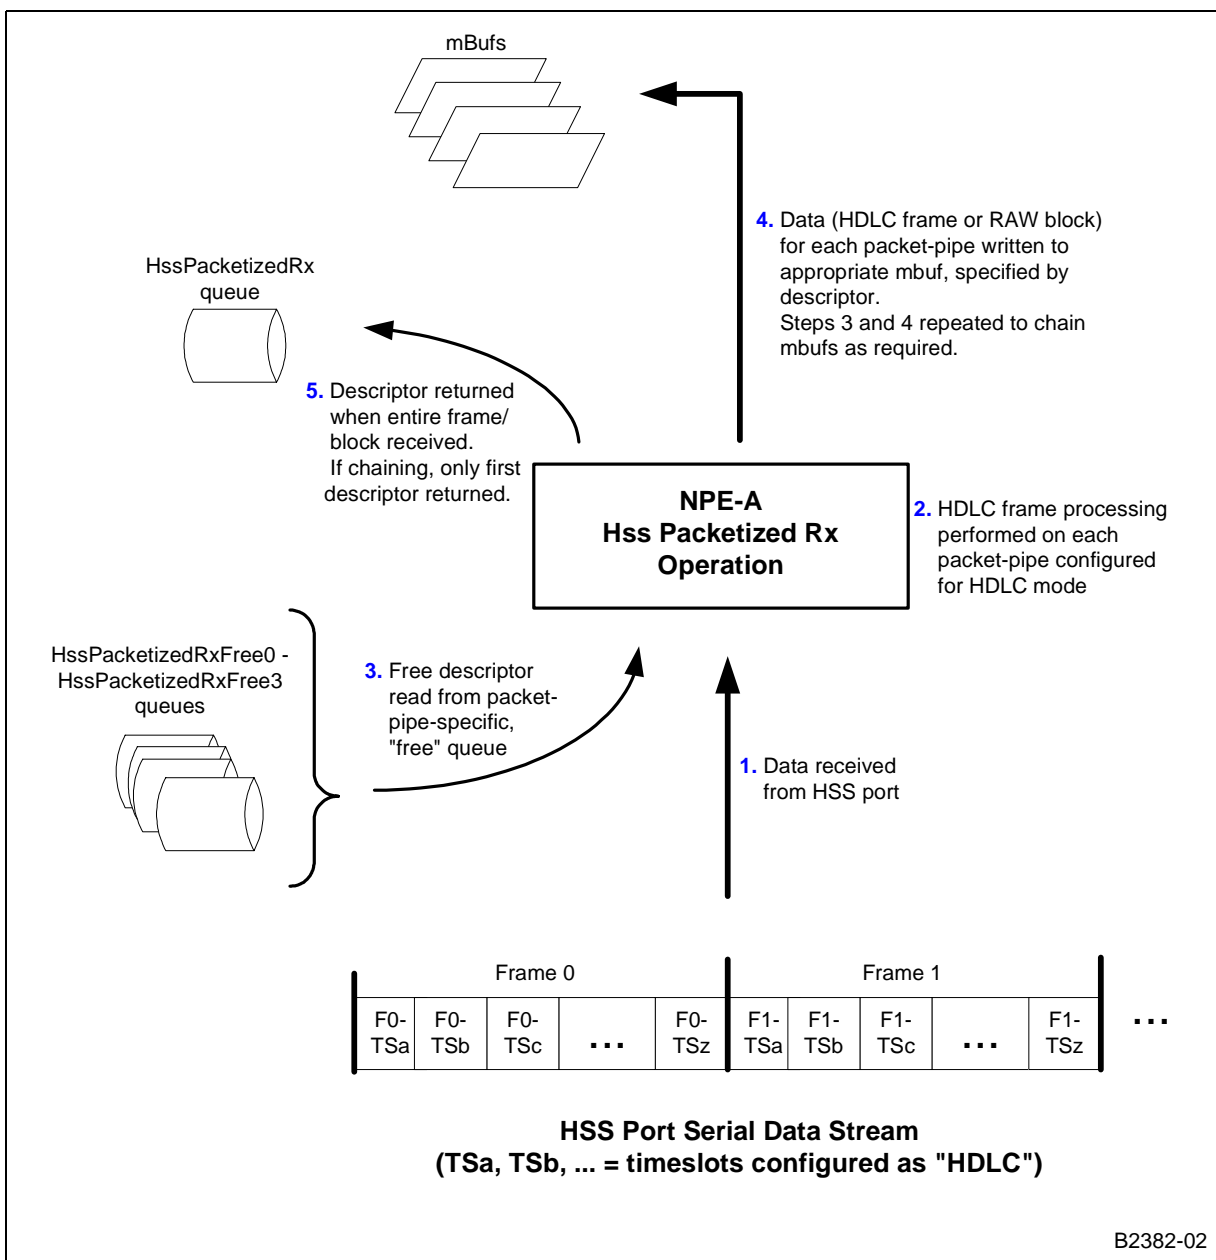 mBufs
4. Data (HDLC frame or RAW block)
for each packet-pipe written to
appropriate mbuf, specified by
descriptor.
Steps 3 and 4 repeated to chain
mbufs as required.
HssPacketizedRx
queue
5. Descriptor returned
when entire frame/
block received.
If chaining, only first
descriptor returned.
NPE-A
Hss Packetized Rx
Operation
2. HDLC frame processing
performed on each
packet-pipe configured
for HDLC mode
HssPacketizedRxFree0 -
HssPacketizedRxFree3
queues
3. Free descriptor
read from packet-
pipe-specific,
"free" queue
1. Data received
from HSS port
Frame 0 Frame 1
F0- F0- F0- F0- F1- F1- F1- F1-
TSa TSb TSc ... TSz TSa TSb TSc ... TSz ...
HSS Port Serial Data Stream
(TSa, TSb, ... = timeslots configured as "HDLC")
B2382-02